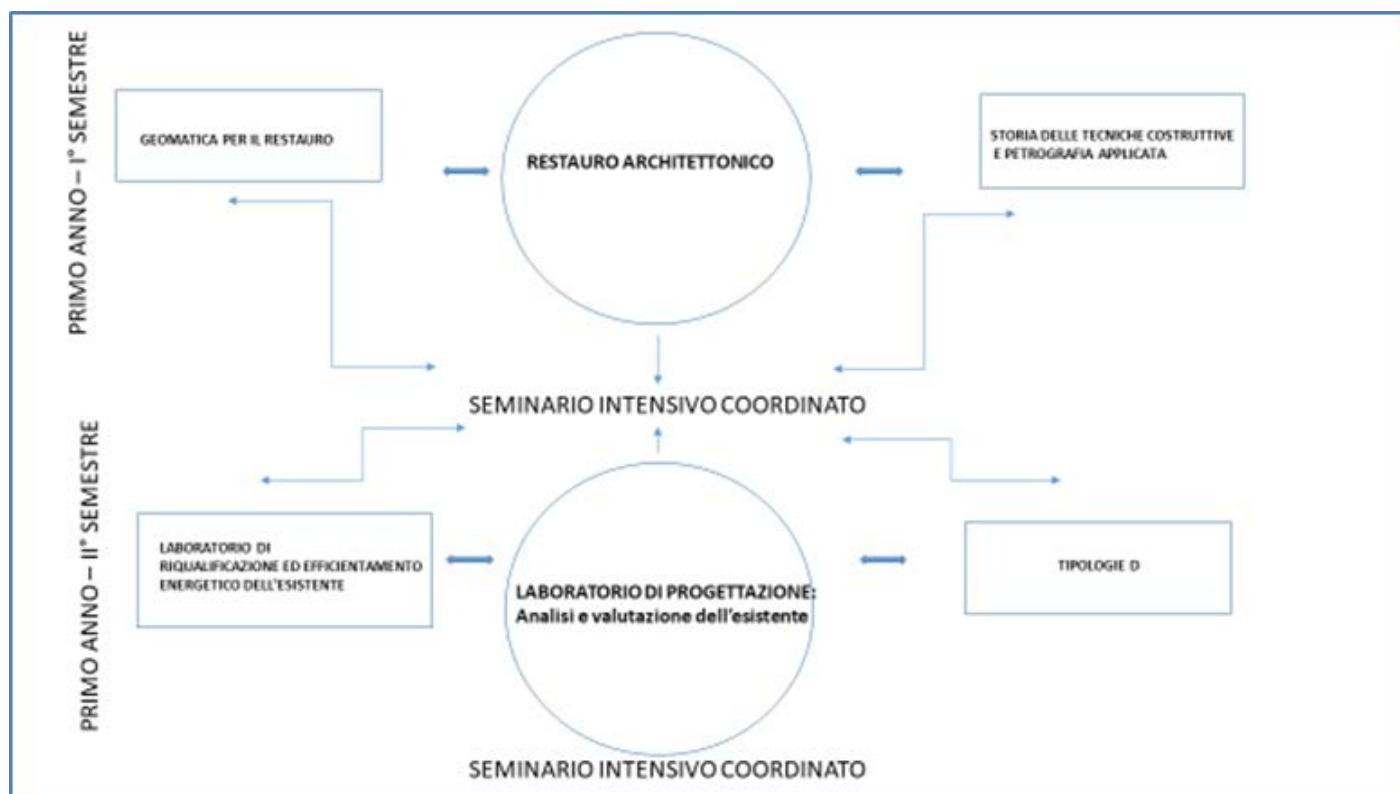 PRIMO ANNO – I° SEMESTRE
GEOMATICA PER IL RESTAURO
RESTAURO ARCHITETTONICO
STORIA DELLE TECNICHE COSTRUTTIVE
E PETROGRAFIA APPLICATA
SEMINARIO INTENSIVO COORDINATO
PRIMO ANNO – II° SEMESTRE
LABORATORIO DI
RIQUALIFICAZIONE ED EFFICIENTAMENTO
ENERGETICO DELL'ESISTENTE
LABORATORIO DI PROGETTAZIONE:
Analisi e valutazione dell'esistente
TIPOLOGIE D
SEMINARIO INTENSIVO COORDINATO